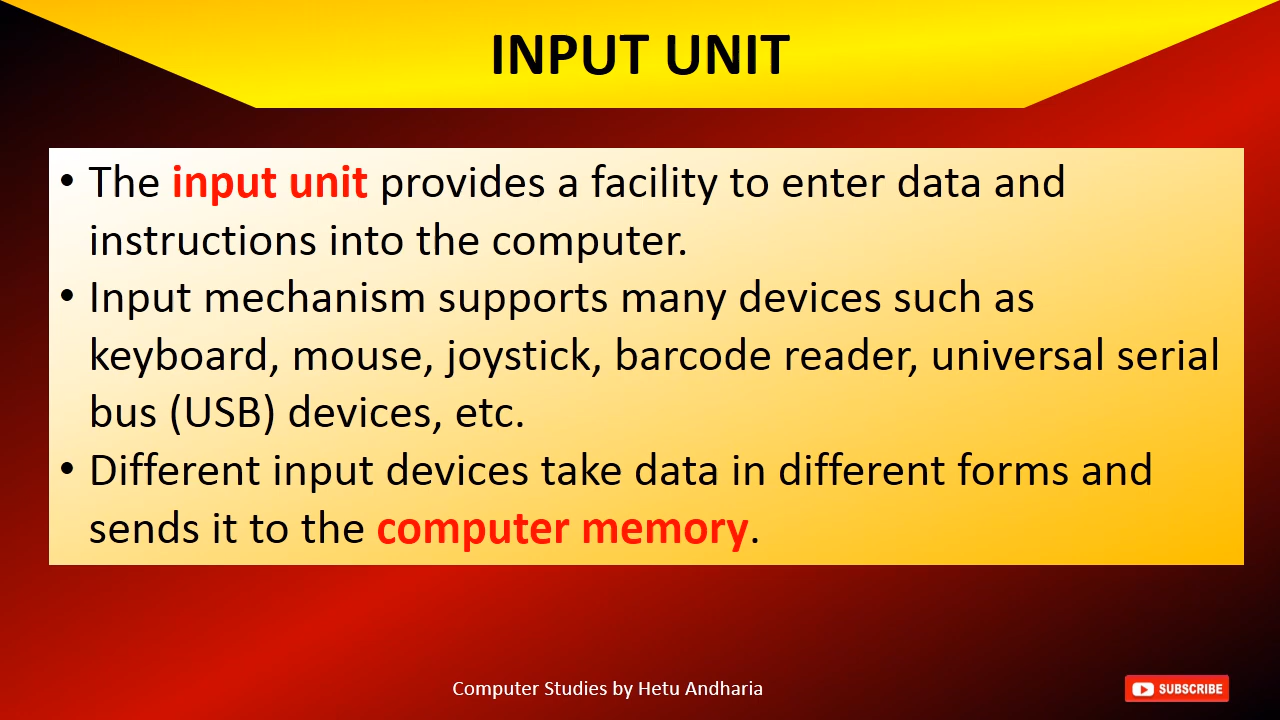 INPUT UNIT
• The input unit provides a facility to enter data and
instructions into the computer.
• Input mechanism supports many devices such as
keyboard, mouse, joystick, barcode reader, universal serial
bus (USB) devices, etc.
• Different input devices take data in different forms and
sends it to the computer memory.
Computer Studies by Hetu Andharia
SUBSCRIBE